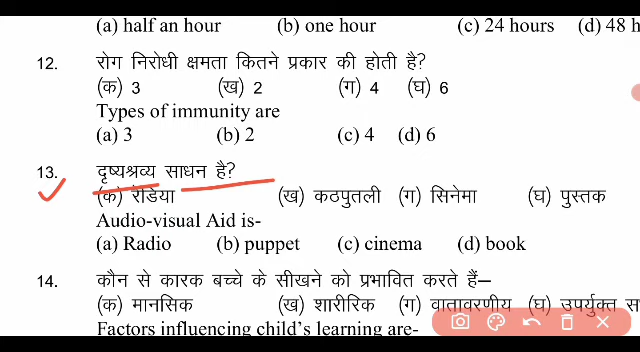 (a) half an hour (b) one hour (c) 24 hours (d) 48 h
12. रोग निरोधी क्षमता कितने प्रकार की होती है?
(क) 3 (ख) 2 (ग) 4 (घ) 6
Types of immunity are
(a) 3 (b) 2 (c) 4 (d) 6
13. दृष्यश्रव्य साधन है?
(क) रेडिया (ख) कठपुतली (ग) सिनेमा (घ) पुस्तक
Audio-visual Aid is-
(a) Radio (b) puppet (c) cinema (d) book
14. कौन से कारक बच्चे के सीखने को प्रभावित करते हैं–
(क) मानसिक (ख) शारीरिक (ग) वातावरणीय (घ) उपर्युक्त स
Factors influencing child's learning are-